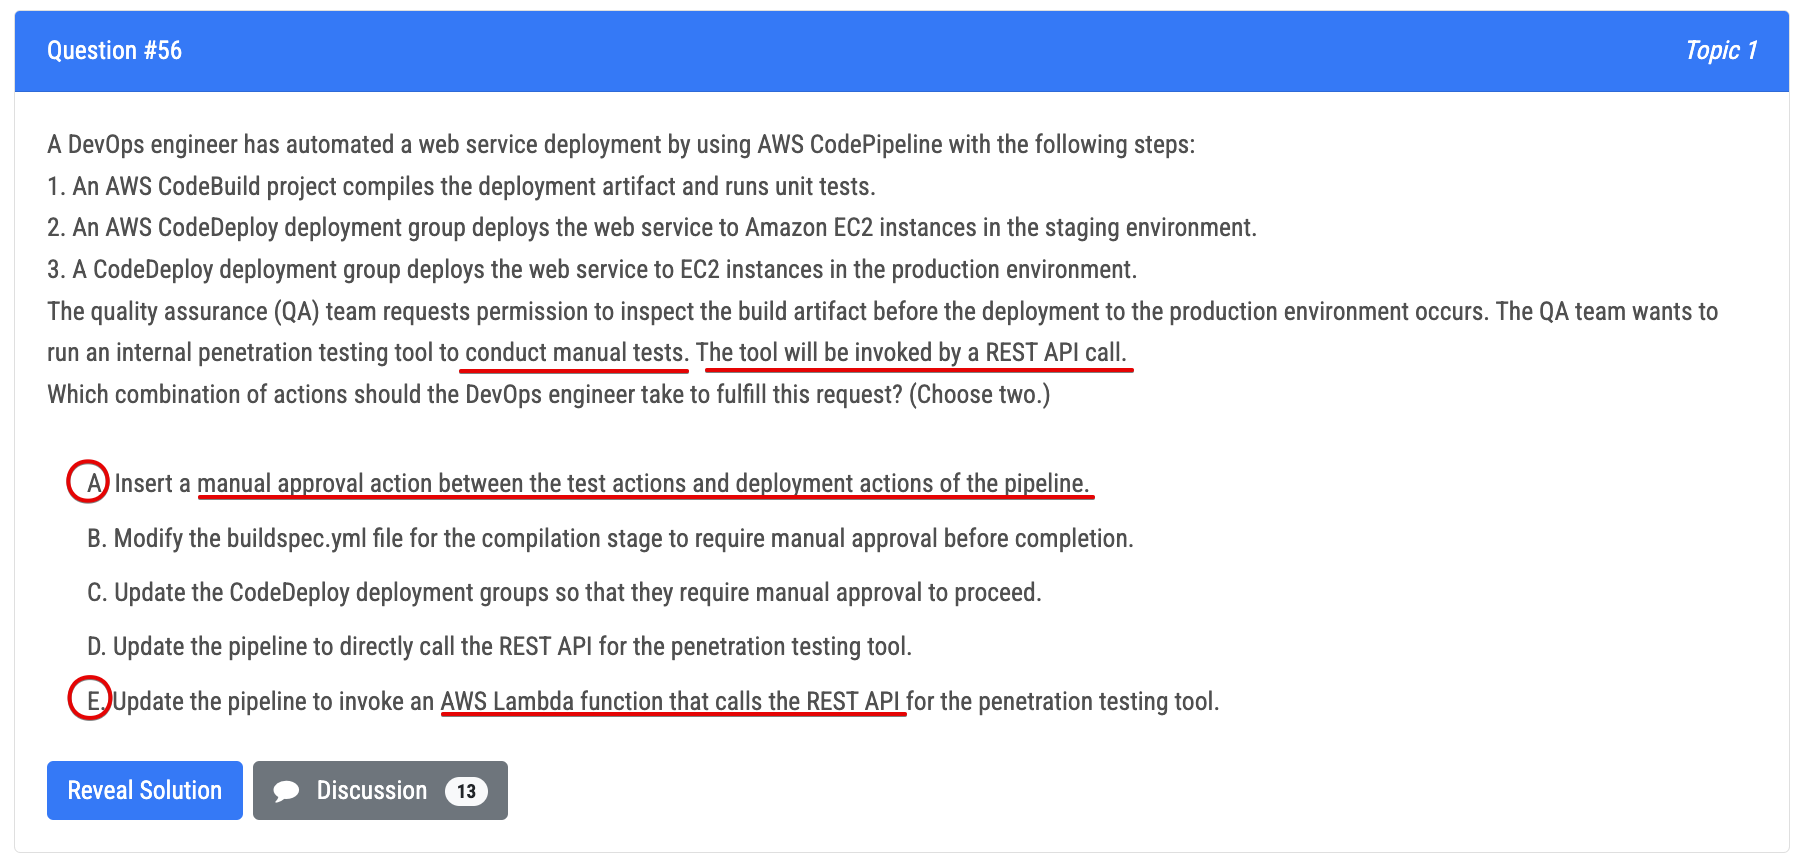 Question #56
Topic 1
A DevOps engineer has automated a web service deployment by using AWS CodePipeline with the following steps:
1. An AWS CodeBuild project compiles the deployment artifact and runs unit tests.
2. An AWS CodeDeploy deployment group deploys the web service to Amazon EC2 instances in the staging environment.
3. A CodeDeploy deployment group deploys the web service to EC2 instances in the production environment.
The quality assurance (QA) team requests permission to inspect the build artifact before the deployment to the production environment occurs. The QA team wants to
run an internal penetration testing tool to conduct manual tests. The tool will be invoked by a REST API call.
Which combination of actions should the DevOps engineer take to fulfill this request? (Choose two.)
A. Insert a manual approval action between the test actions and deployment actions of the pipeline.
B. Modify the buildspec.yml file for the compilation stage to require manual approval before completion.
C. Update the CodeDeploy deployment groups so that they require manual approval to proceed.
D. Update the pipeline to directly call the REST API for the penetration testing tool.
E. Update the pipeline to invoke an AWS Lambda function that calls the REST API for the penetration testing tool.
Reveal Solution
Discussion 13